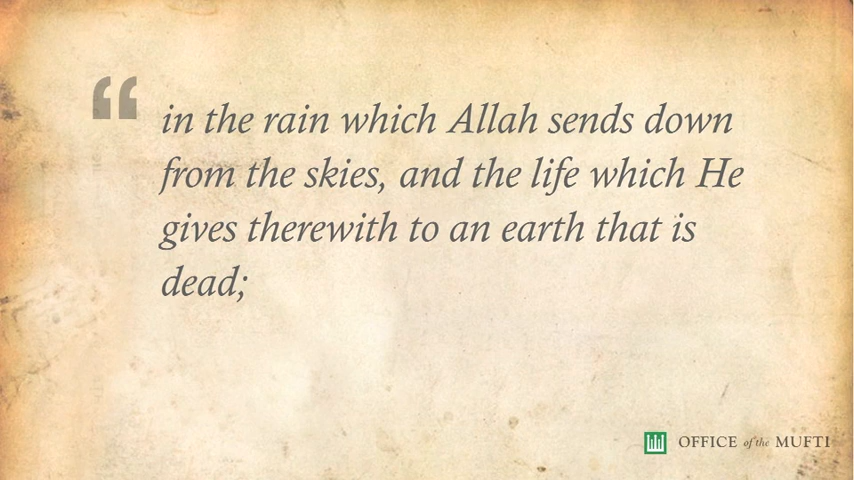 “ in the rain which Allah sends down
from the skies, and the life which He
gives therewith to an earth that is
dead;
OFFICE of the MUFTI